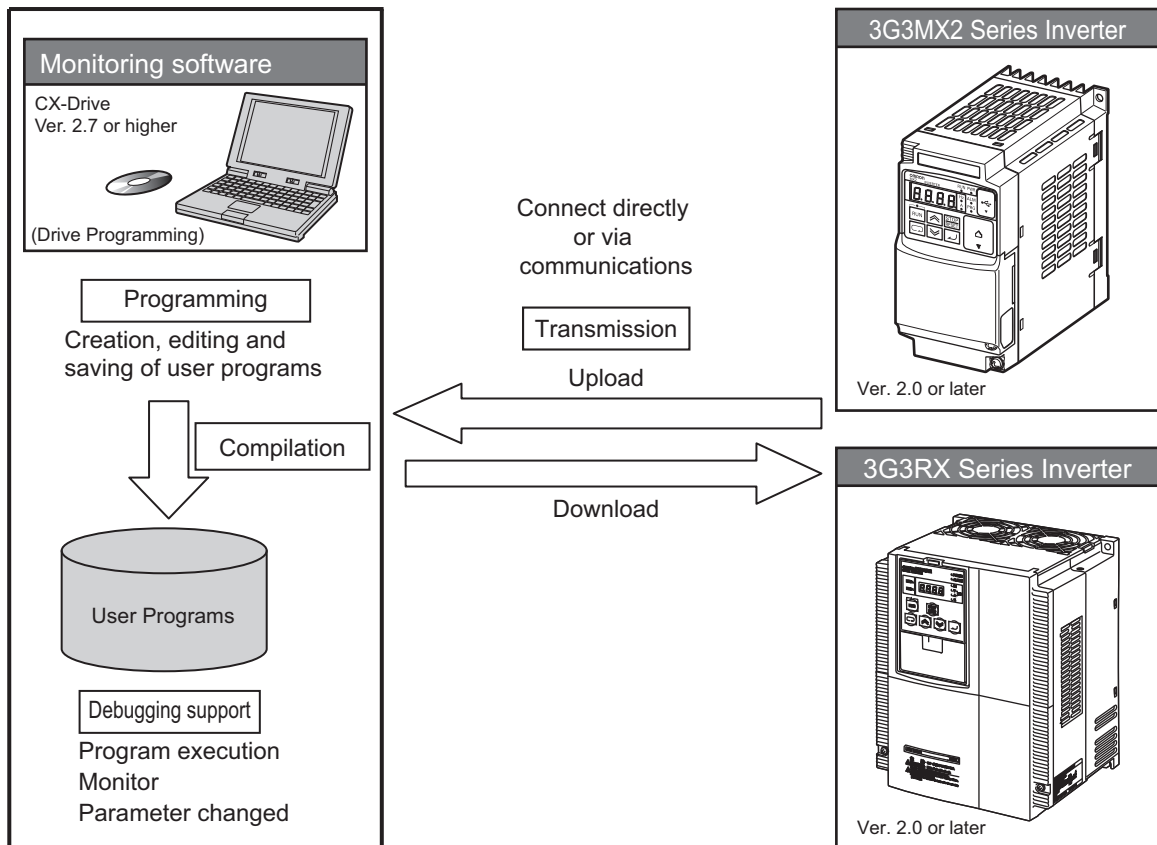 Monitoring software
CX-Drive
Ver. 2.7 or higher
(Drive Programming)
Programming
Creation, editing and
saving of user programs
Compilation
User Programs
Debugging support
Program execution
Monitor
Parameter changed
Connect directly
or via
communications
Transmission
Upload
Download
3G3MX2 Series Inverter
RUN
Ver. 2.0 or later
3G3RX Series Inverter
Ver. 2.0 or later